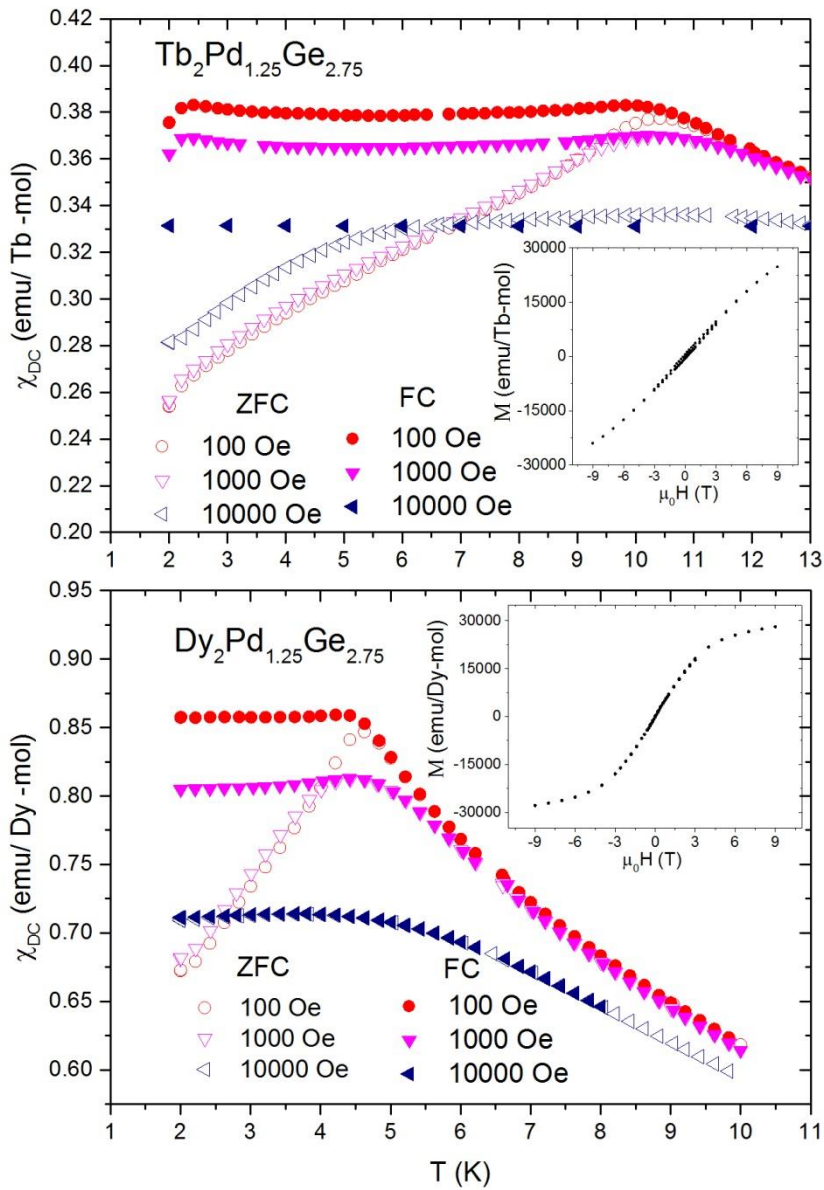 Tb2Pd1.25Ge2.75
0.42
0.40
0.38
0.36
0.34
0.32
0.30
0.28
0.26
0.24
0.22
0.20
χDC (emu/ Tb -mol)
ZFC FC
100 Oe 100 Oe
1000 Oe 1000 Oe
10000 Oe 10000 Oe
30000
15000
0
-15000
-30000
M (emu/Tb-mol)
-9 -6 -3 0 3 6 9
μ0H (T)
1 2 3 4 5 6 7 8 9 10 11 12 13
Dy2Pd1.25Ge2.75
0.95
0.90
0.85
0.80
0.75
0.70
0.65
0.60
χDC (emu/ Dy -mol)
30000
15000
0
-15000
-30000
M (emu/Dy-mol)
-9 -6 -3 0 3 6 9
μ0H (T)
ZFC FC
100 Oe 100 Oe
1000 Oe 1000 Oe
10000 Oe 10000 Oe
1 2 3 4 5 6 7 8 9 10 11
T (K)